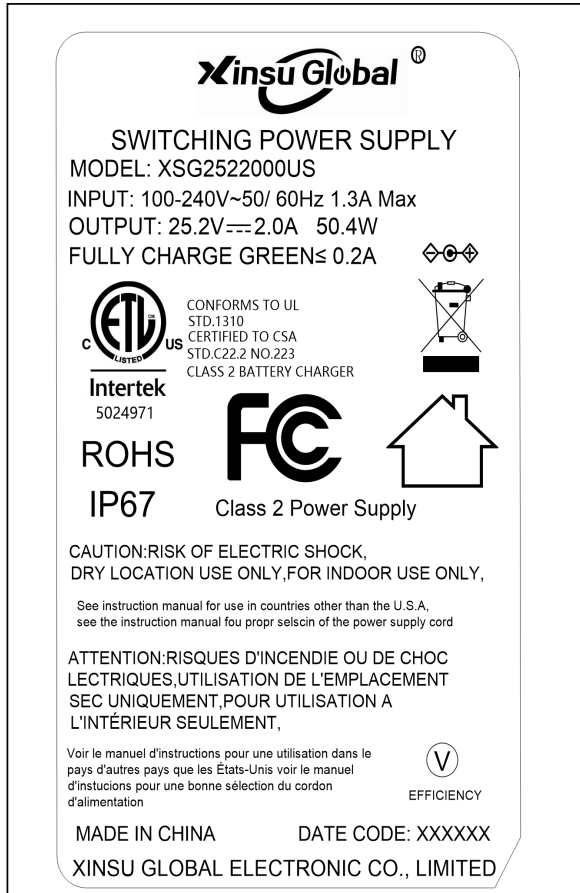 Xinsu Global ®
SWITCHING POWER SUPPLY
MODEL: XSG2522000US
INPUT: 100-240V~50/ 60Hz 1.3A Max
OUTPUT: 25.2V⎓2.0A 50.4W
FULLY CHARGE GREEN≤ 0.2A
ETL CM
LISTED
C US
Intertek
5024971
CONFORMS TO UL
STD.1310
CERTIFIED TO CSA
STD.C22.2 NO.223
CLASS 2 BATTERY CHARGER
ROHS
FC
IP67
Class 2 Power Supply
CAUTION:RISK OF ELECTRIC SHOCK,
DRY LOCATION USE ONLY,FOR INDOOR USE ONLY,
See instruction manual for use in countries other than the U.S.A,
see the instruction manual fou propr selscin of the power supply cord
ATTENTION:RISQUES D'INCENDIE OU DE CHOC
LECTRIQUES,UTILISATION DE L'EMPLACEMENT
SEC UNIQUEMENT,POUR UTILISATION A
L'INTÉRIEUR SEULEMENT,
Voir le manuel d'instructions pour une utilisation dans le
pays d'autres pays que les États-Unis voir le manuel
d'instucions pour une bonne sélection du cordon
d'alimentation
V
EFFICIENCY
MADE IN CHINA DATE CODE: XXXXXX
XINSU GLOBAL ELECTRONIC CO., LIMITED